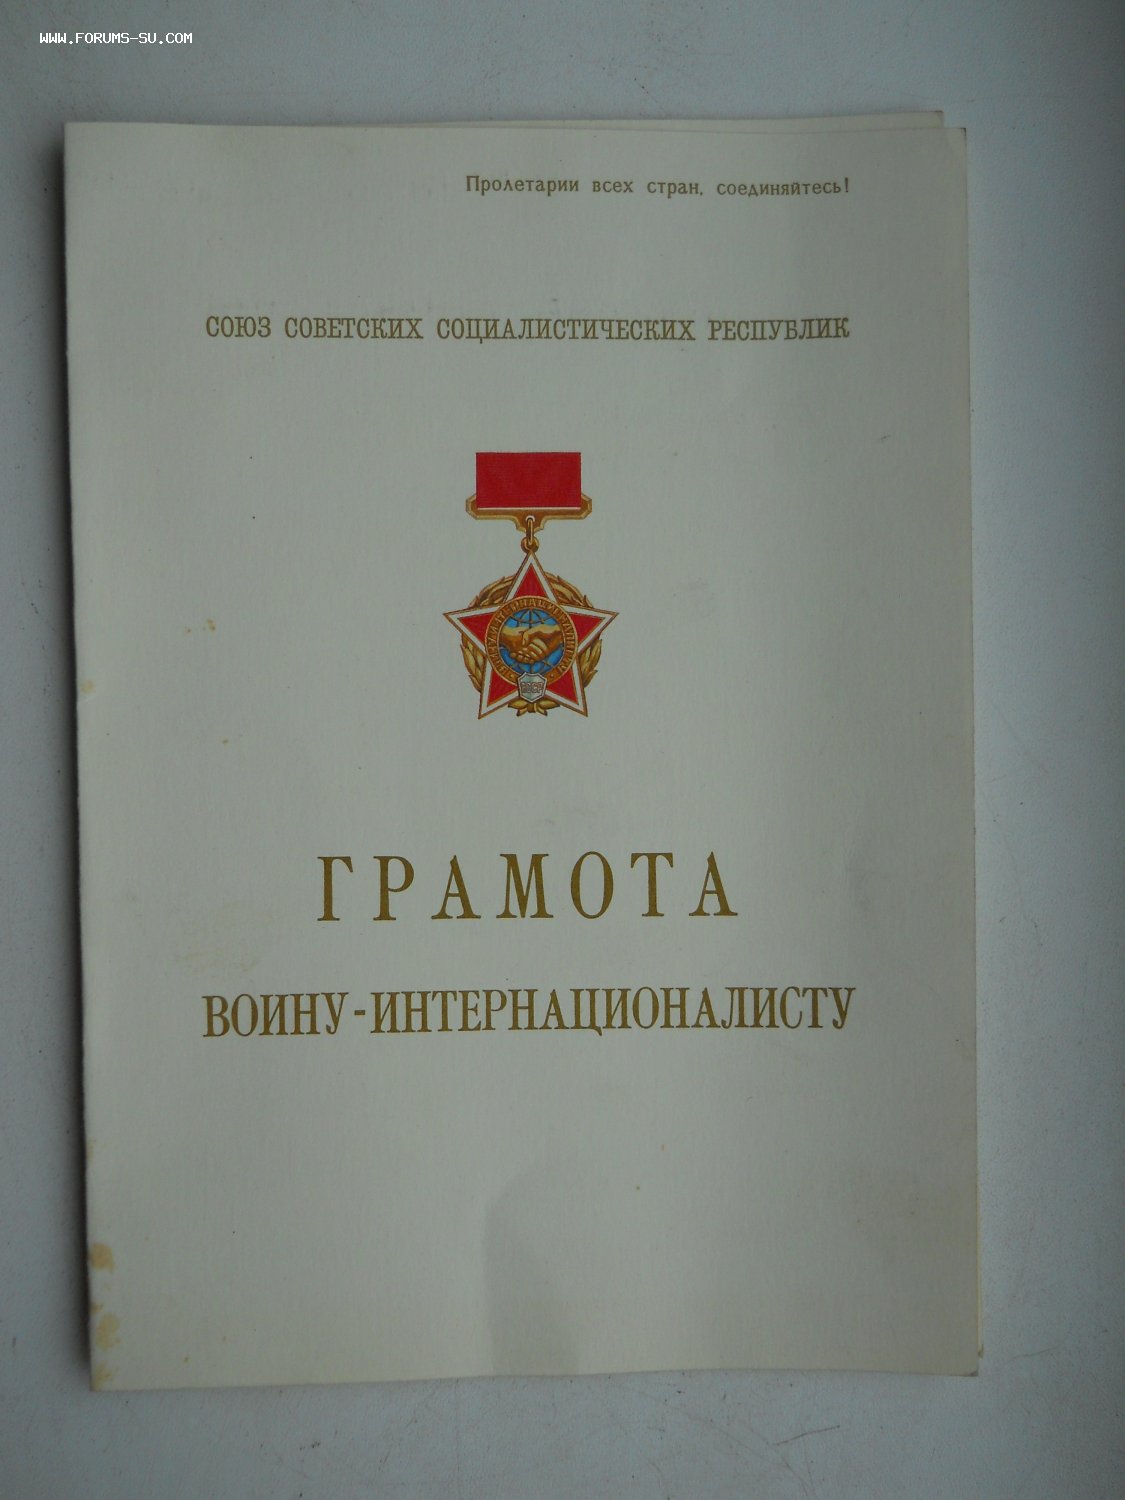 WWW.FORUMS-SU.COM
Пролетарии всех стран, соединяйтесь!
СОЮЗ СОВЕТСКИХ СОЦИАЛИСТИЧЕСКИХ РЕСПУБЛИК
ГРАМОТА
ВОИНУ-ИНТЕРНАЦИОНАЛИСТУ